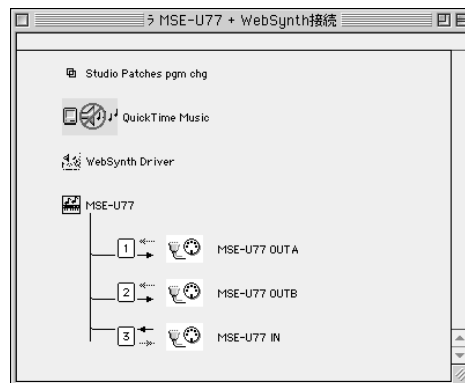 ラ MSE-U77 + WebSynth接続
Studio Patches pgm chg
QuickTime Music
WebSynth Driver
MSE-U77
1 MSE-U77 OUTA
2 MSE-U77 OUTB
3 MSE-U77 IN